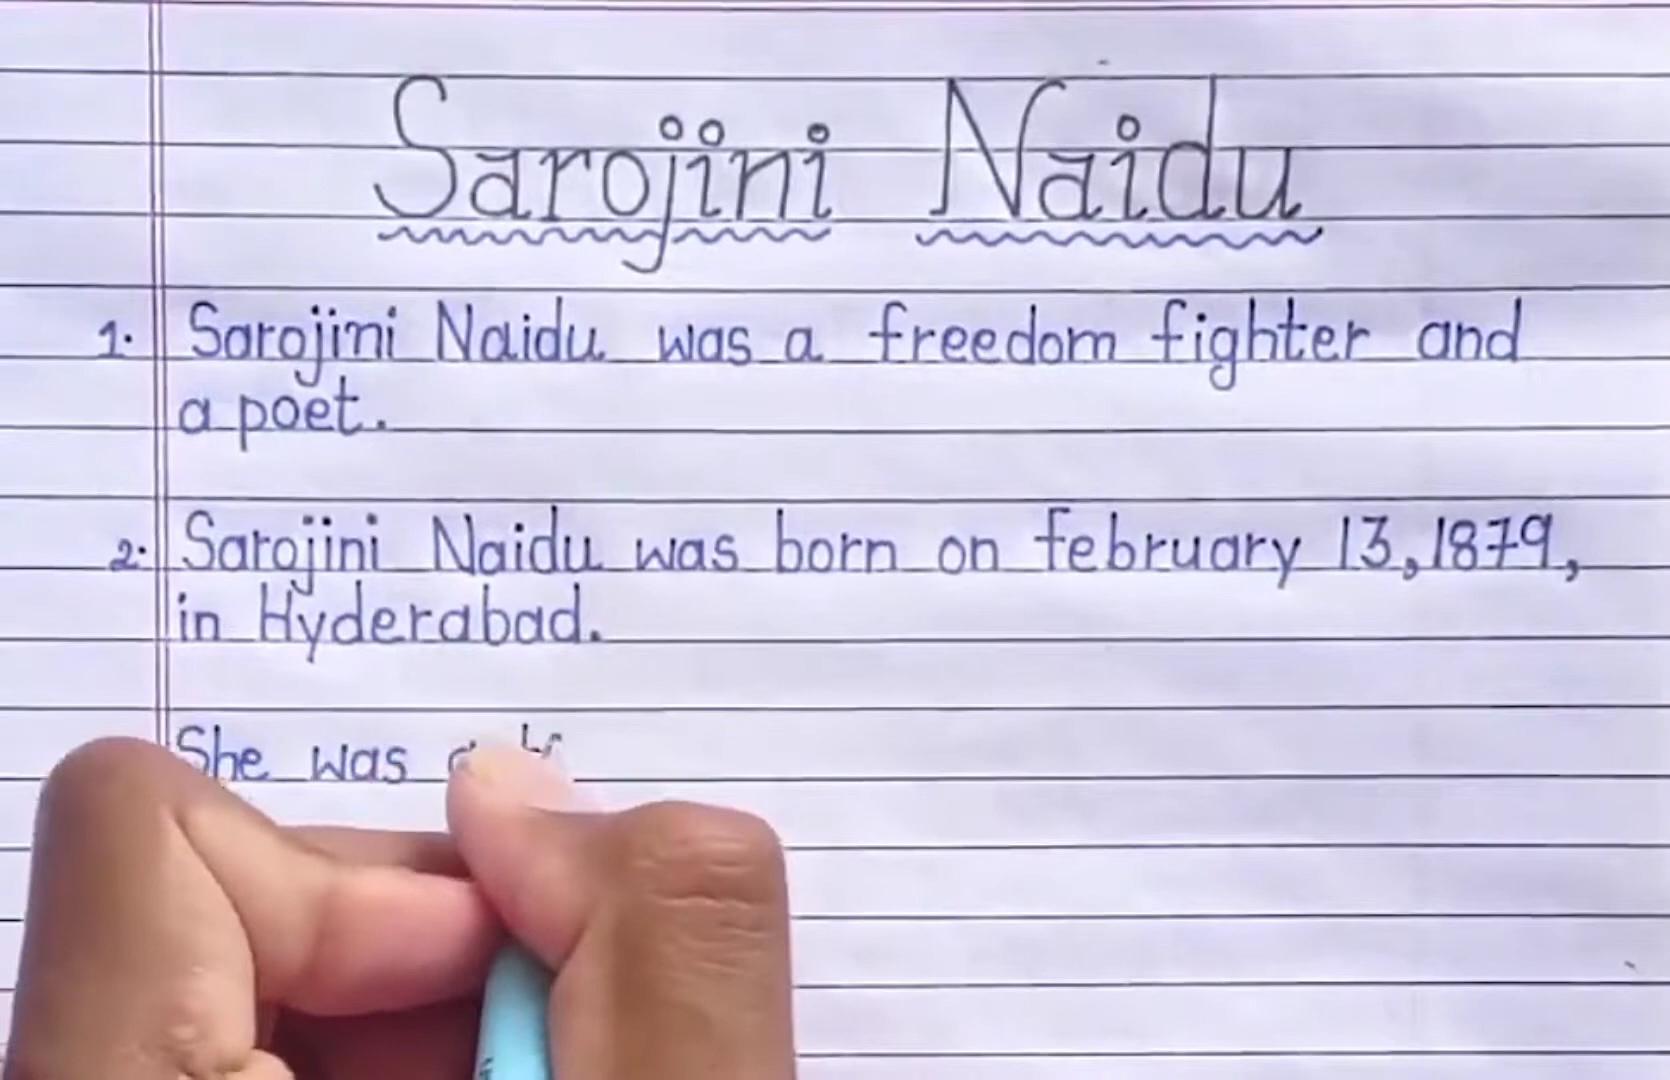 Sarojini Naidu
1. Sarojini Naidu was a freedom fighter and
a poet.
2. Sarojini Naidu was born on february 13, 1879,
in Hyderabad.
She was